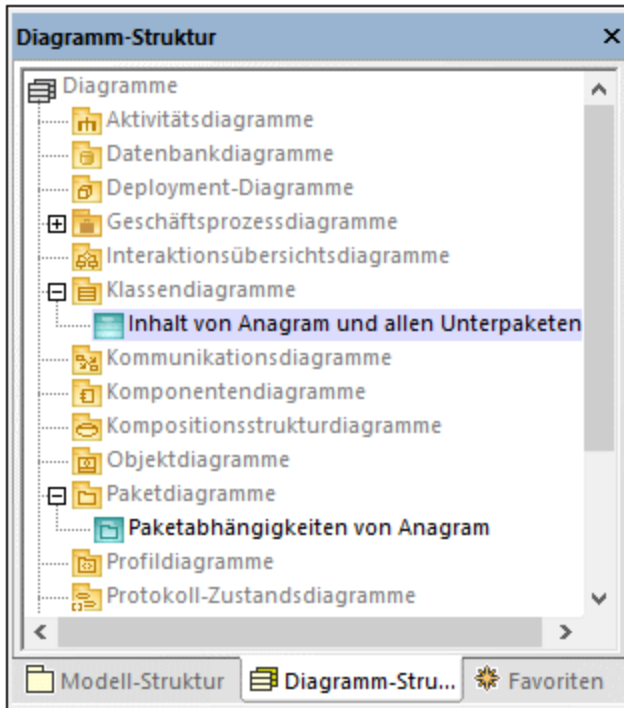 Diagramm-Struktur
Diagramme
Aktivitätsdiagramme
Datenbankdiagramme
Deployment-Diagramme
Geschäftsprozessdiagramme
Interaktionsübersichtsdiagramme
Klassendiagramme
Inhalt von Anagram und allen Unterpaketen
Kommunikationsdiagramme
Komponentendiagramme
Kompositionsstrukturdiagramme
Objektdiagramme
Paketdiagramme
Paketabhängigkeiten von Anagram
Profildiagramme
Protokoll-Zustandsdiagramme
Modell-Struktur Diagramm-Stru... Favoriten